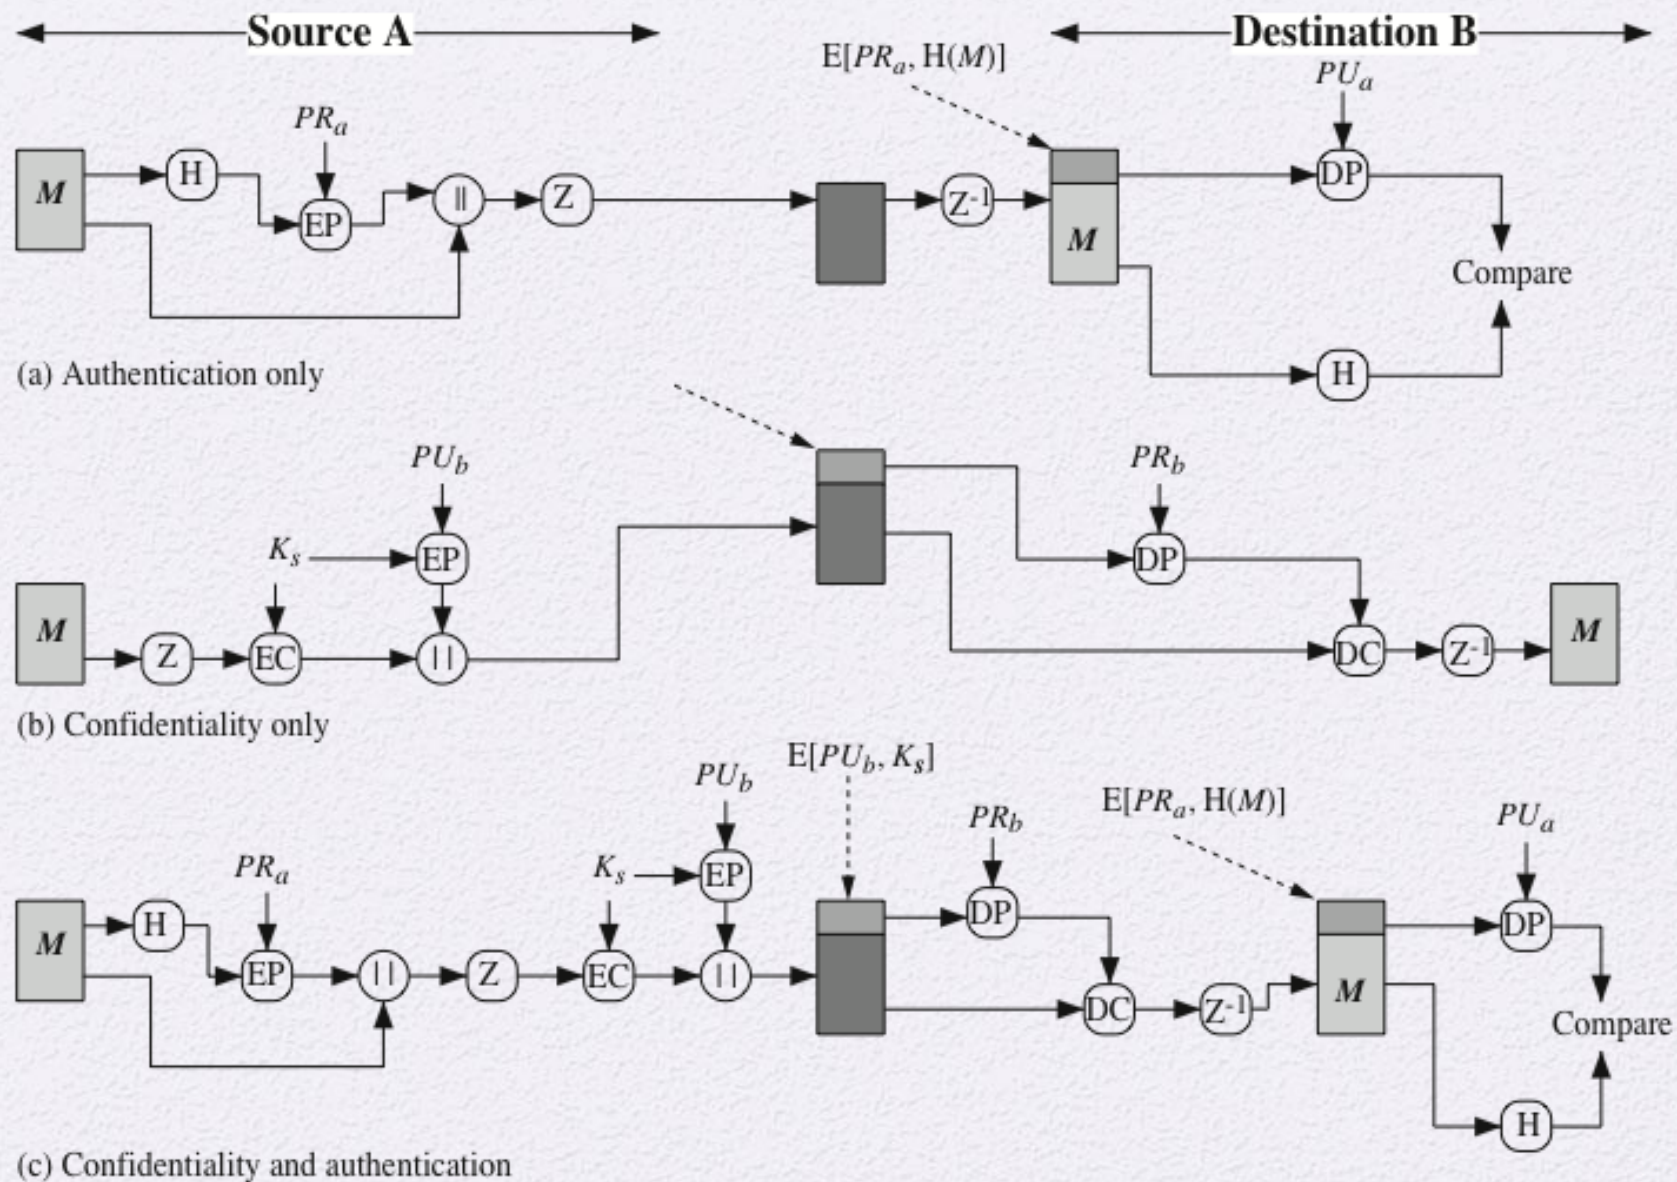 Source A
Destination B
E[PRa, H(M)]
PUa
PRa
M
H
EP
||
Z
Z-1
M
DP
Compare
H
(a) Authentication only
PUb
PRb
Ks
EP
DP
M
Z
EC
||
DC
Z-1
M
(b) Confidentiality only
E[PUb, Ks]
PUb
E[PRa, H(M)]
PRb
PUa
PRa
Ks
EP
M
H
DP
DP
EP
||
Z
EC
||
M
DC
Z-1
Compare
H
(c) Confidentiality and authentication